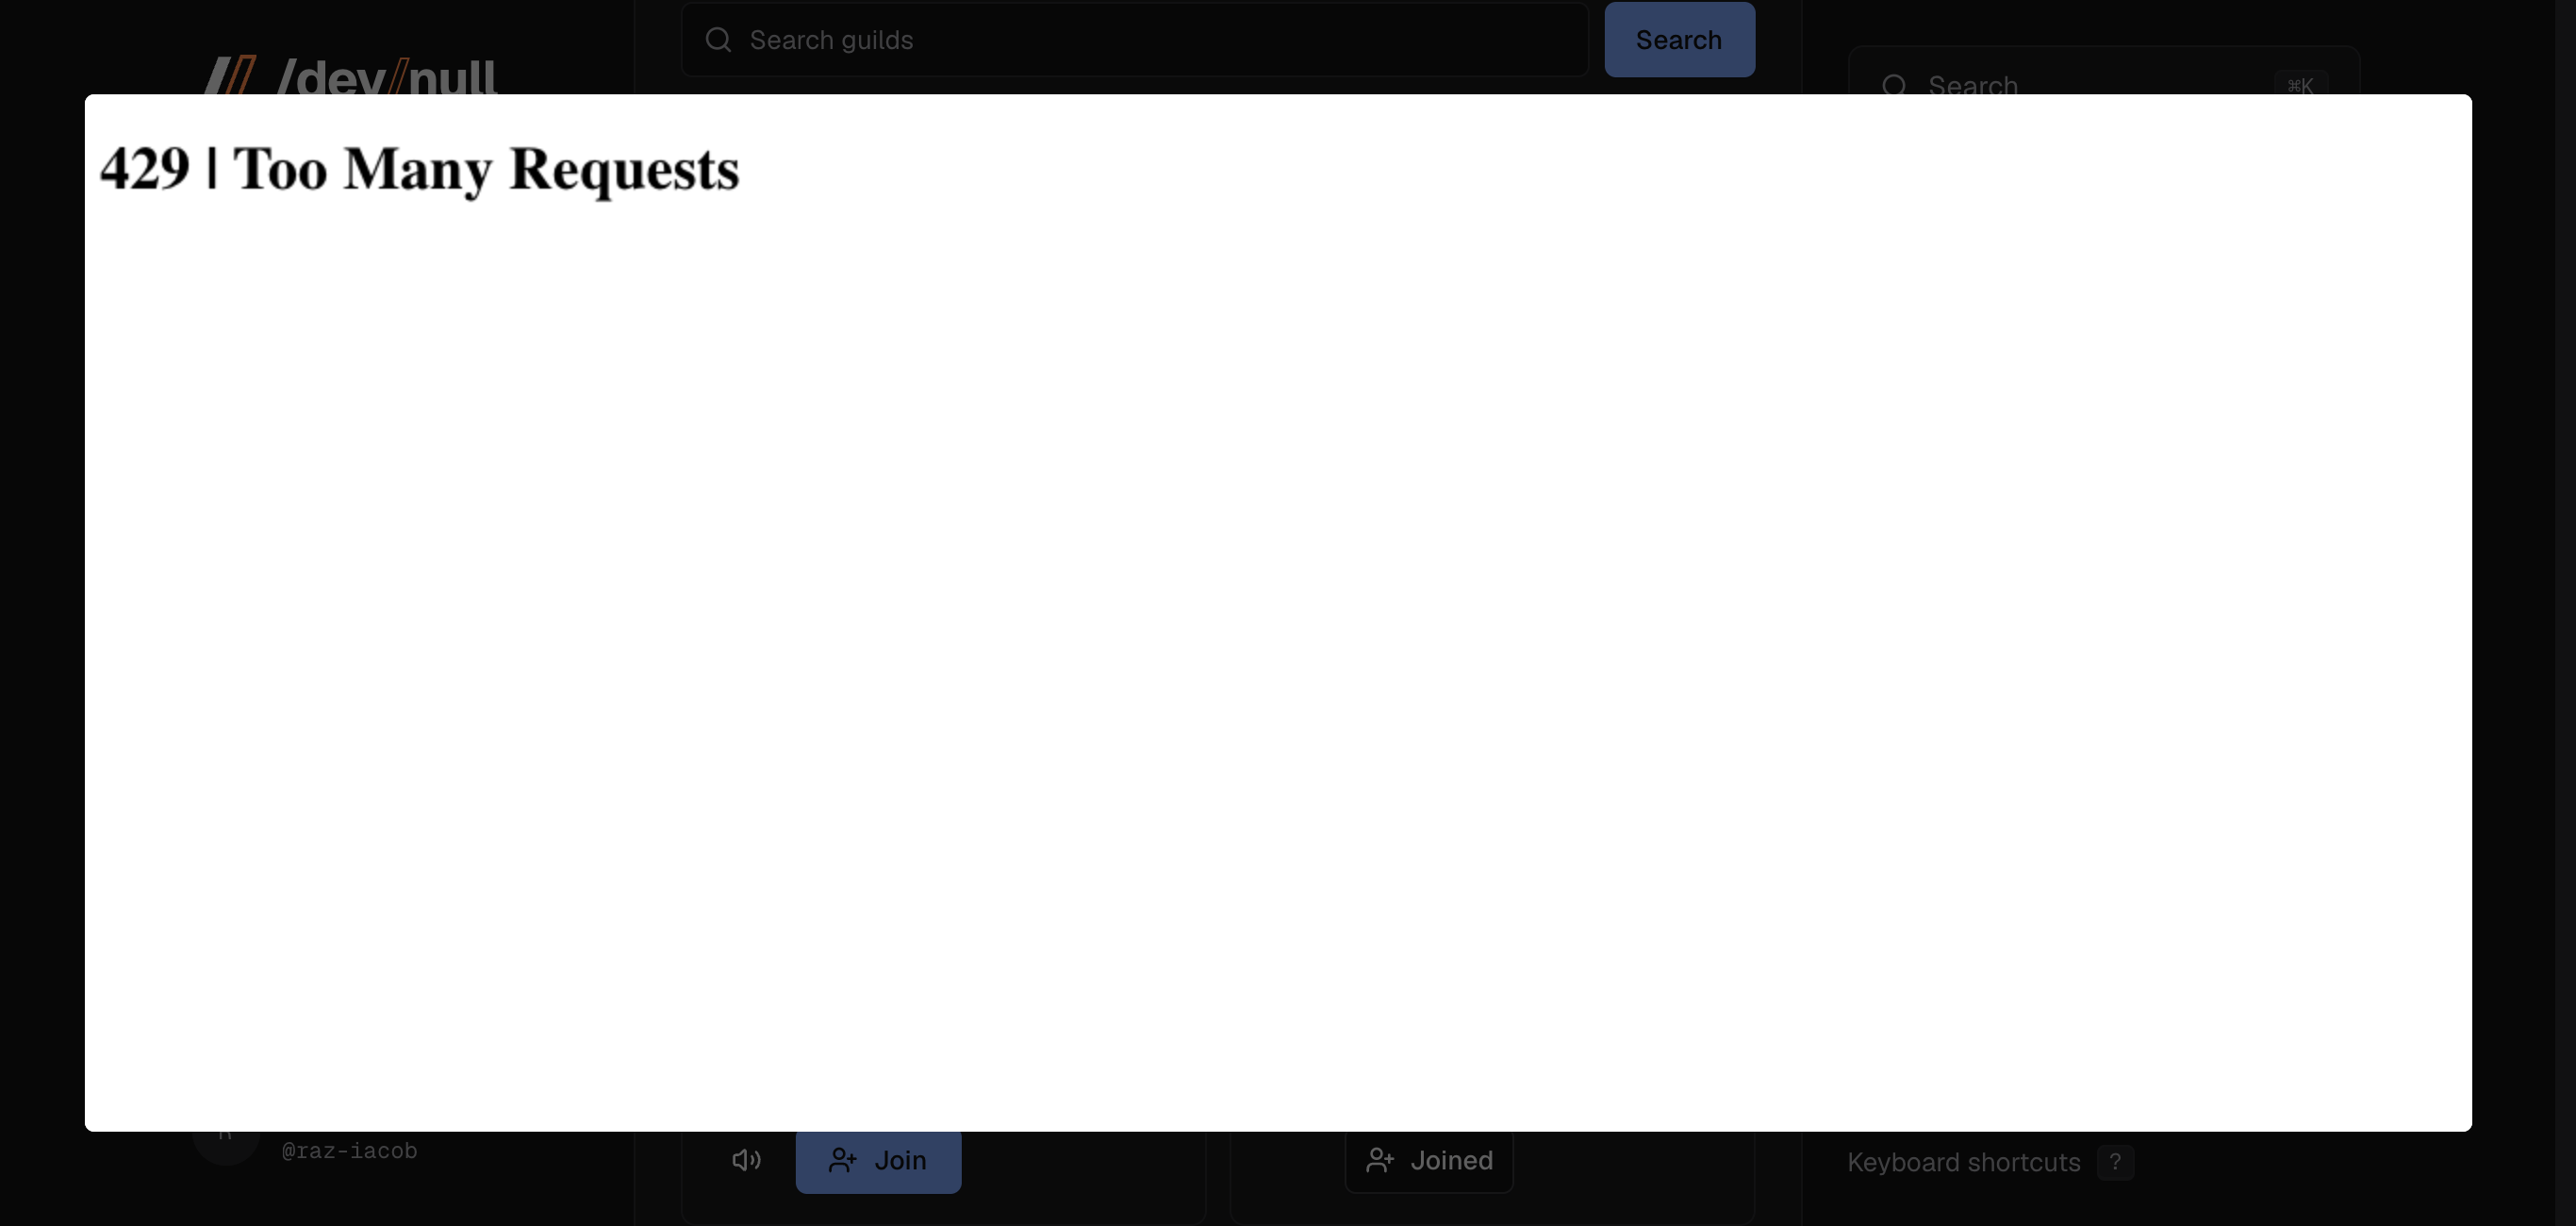 Search guilds
Search
/dev//null
Search
⌘K
429 | Too Many Requests
@raz-iacob
Join
Joined
Keyboard shortcuts ?